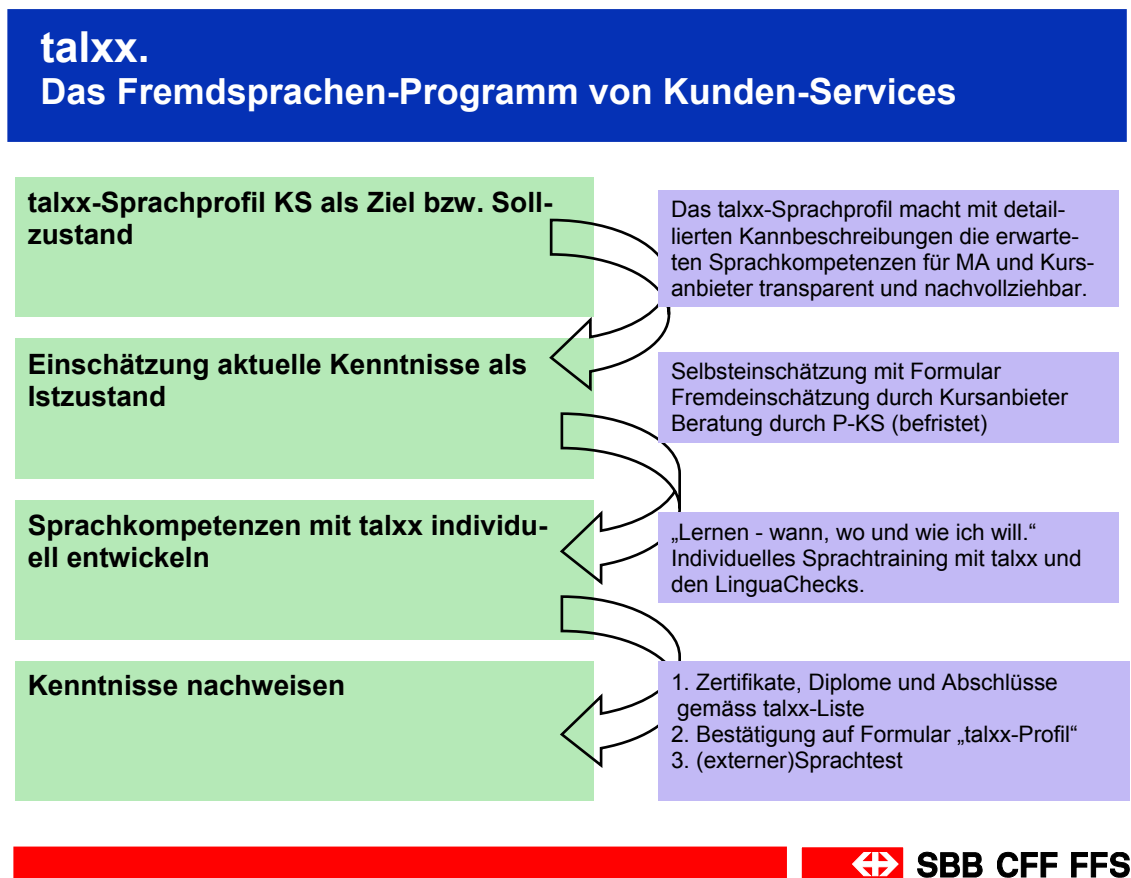 talxx.
Das Fremdsprachen-Programm von Kunden-Services
talxx-Sprachprofil KS als Ziel bzw. Soll-
zustand
Das talxx-Sprachprofil macht mit detail-
lierten Kannbeschreibungen die erwarte-
ten Sprachkompetenzen für MA und Kurs-
anbieter transparent und nachvollziehbar.
Einschätzung aktuelle Kenntnisse als
Istzustand
Selbsteinschätzung mit Formular
Fremdeinschätzung durch Kursanbieter
Beratung durch P-KS (befristet)
Sprachkompetenzen mit talxx individu-
ell entwickeln
„Lernen - wann, wo und wie ich will.“
Individuelles Sprachtraining mit talxx und
den LinguaChecks.
Kenntnisse nachweisen
1. Zertifikate, Diplome und Abschlüsse
gemäss talxx-Liste
2. Bestätigung auf Formular „talxx-Profil“
3. (externer)Sprachtest
SBB CFF FFS